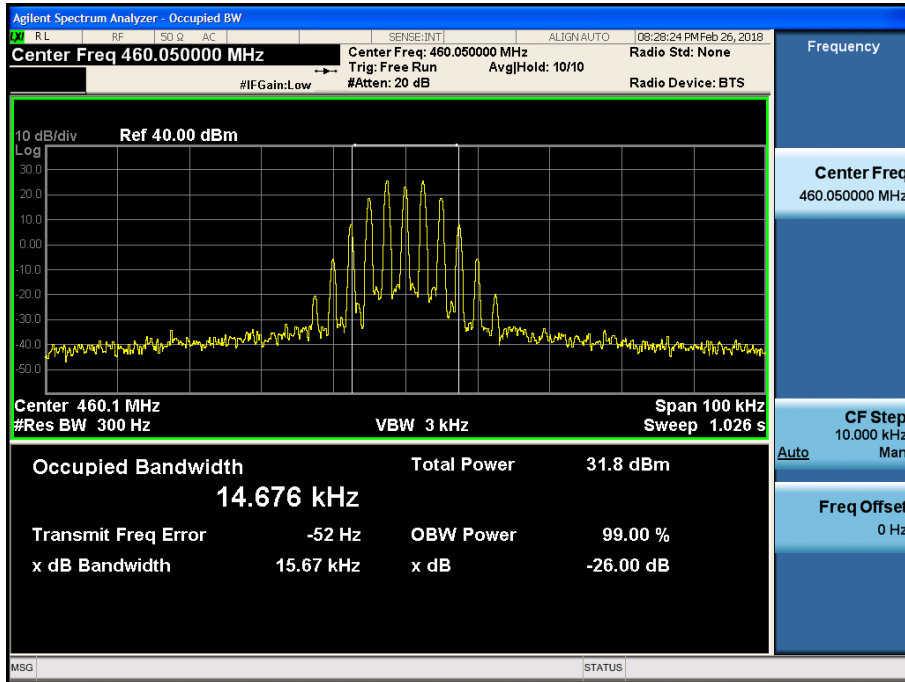 Agilent Spectrum Analyzer - Occupied BW
LXI RL RF 50 Ω AC SENSE:INT ALIGN AUTO 08:28:24 PM Feb 26, 2018
Center Freq 460.050000 MHz
Center Freq: 460.050000 MHz Radio Std: None
Trig: Free Run Avg|Hold: 10/10
#IFGain:Low #Atten: 20 dB Radio Device: BTS
10 dB/div Ref 40.00 dBm
Log
30.0
20.0
10.0
0.00
-10.0
-20.0
-30.0
-40.0
-50.0
Center 460.1 MHz Span 100 kHz
#Res BW 300 Hz VBW 3 kHz Sweep 1.026 s
Occupied Bandwidth Total Power 31.8 dBm
14.676 kHz
Transmit Freq Error -52 Hz OBW Power 99.00 %
x dB Bandwidth 15.67 kHz x dB -26.00 dB
MSG STATUS
Frequency
Center Freq
460.050000 MHz
CF Step
10.000 kHz
Auto Man
Freq Offset
0 Hz